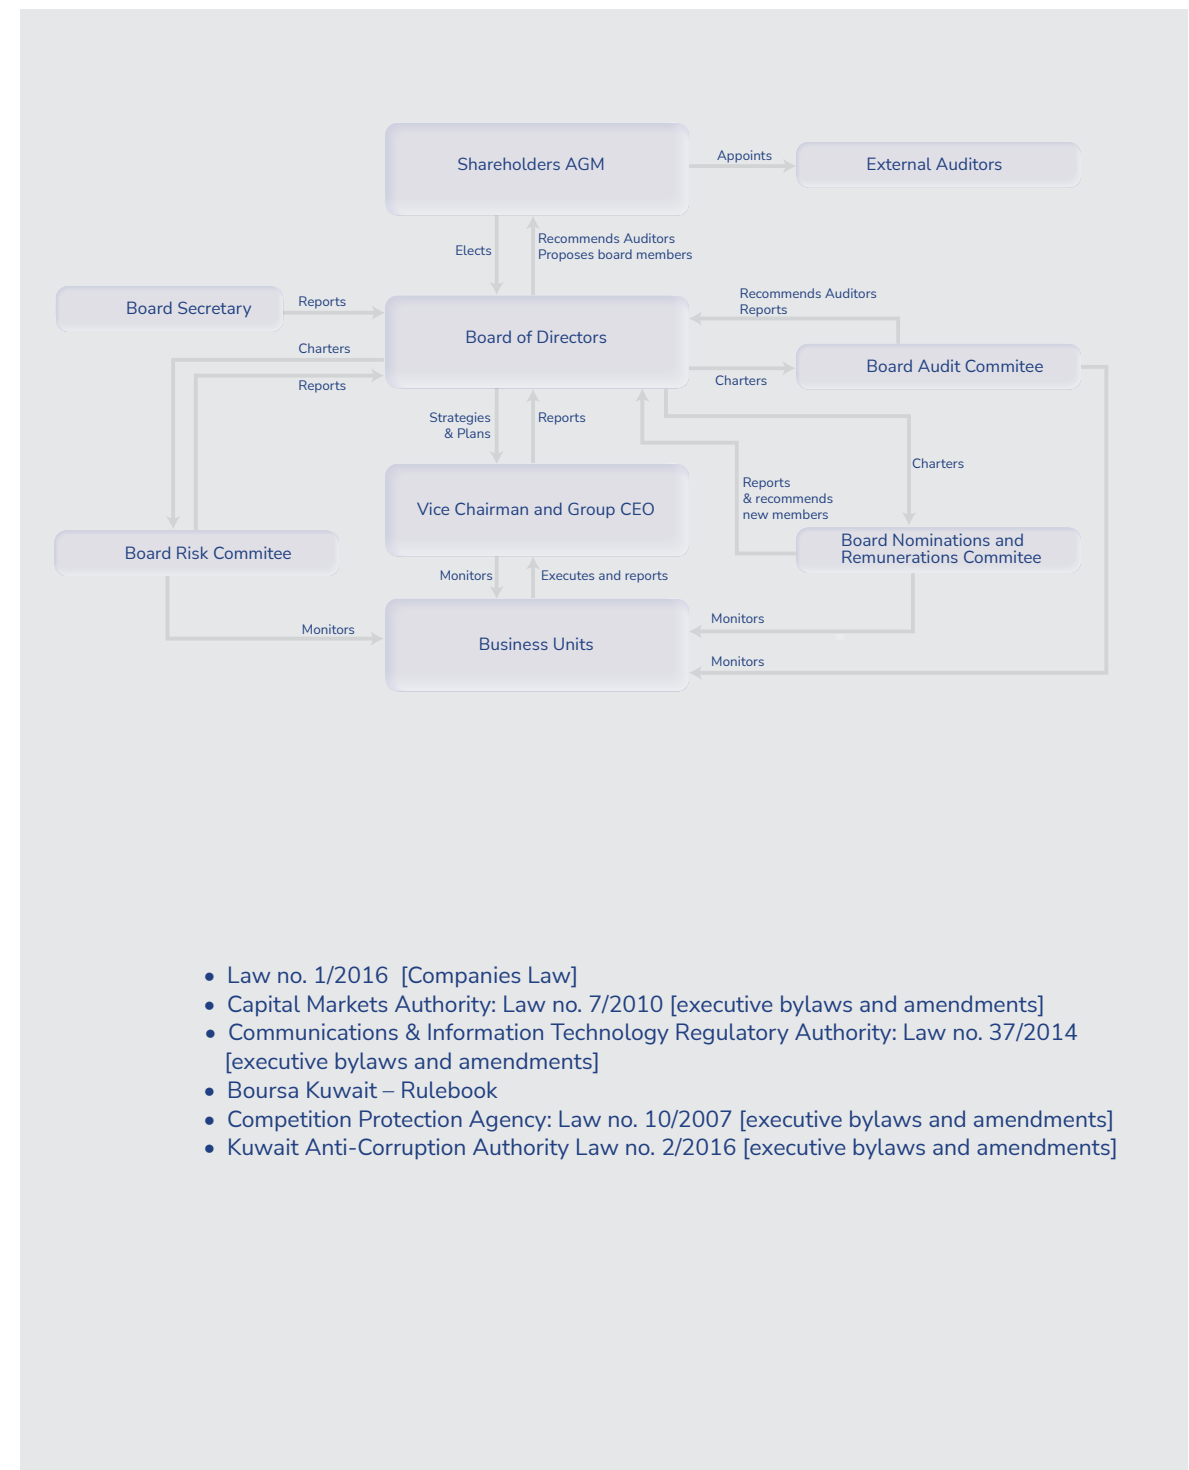 Shareholders AGM
Appoints
External Auditors
Elects
Recommends Auditors
Proposes board members
Board Secretary
Reports
Board of Directors
Recommends Auditors
Reports
Charters
Reports
Charters
Board Audit Commitee
Strategies
& Plans
Reports
Charters
Reports
& recommends
new members
Vice Chairman and Group CEO
Board Risk Commitee
Board Nominations and
Remunerations Commitee
Monitors
Executes and reports
Monitors
Business Units
Monitors
Monitors
• Law no. 1/2016 [Companies Law]
• Capital Markets Authority: Law no. 7/2010 [executive bylaws and amendments]
• Communications & Information Technology Regulatory Authority: Law no. 37/2014
[executive bylaws and amendments]
• Boursa Kuwait – Rulebook
• Competition Protection Agency: Law no. 10/2007 [executive bylaws and amendments]
• Kuwait Anti-Corruption Authority Law no. 2/2016 [executive bylaws and amendments]